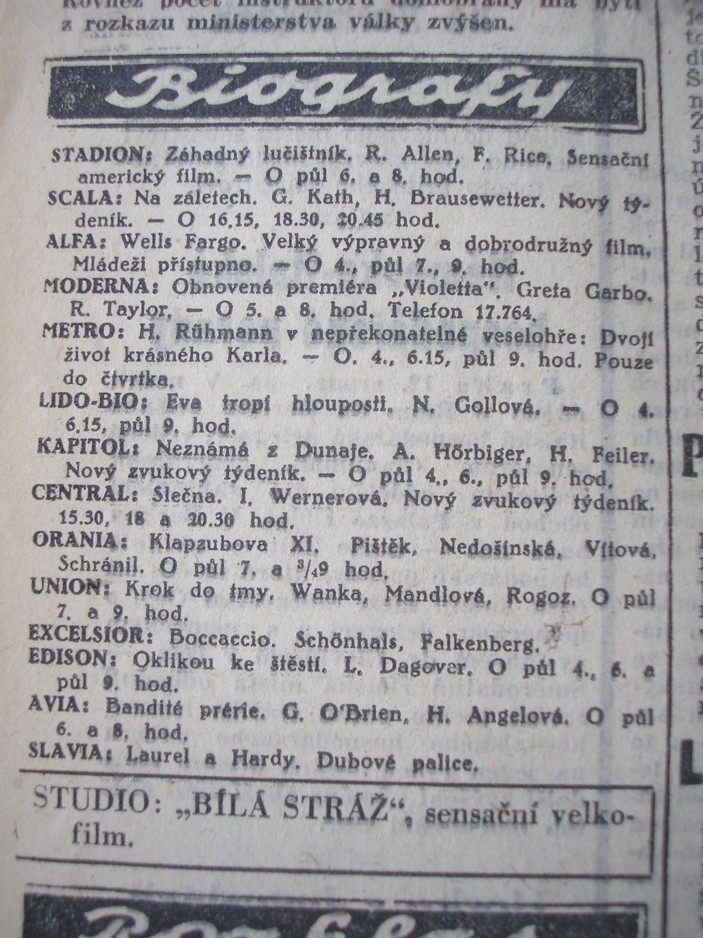 Rovněž počet instruktorů domobrany má býti
z rozkazu ministerstva války zvýšen.
Biografy
STADION: Záhadný lučištník. R. Allen, F. Rice, Sensační
americký film. — O půl 6. a 8. hod.
SCALA: Na záletech. G. Kath, H. Brausewetter. Nový tý-
deník. — O 16,15, 18.30, 20.45 hod.
ALFA: Wells Fargo. Velký výpravný a dobrodružný film.
Mládeži přístupno. — O 4., půl 7., 9. hod.
MODERNA: Obnovená premiéra „Violetta". Greta Garbo.
R. Taylor. — O 5. a 8. hod. Telefon 17.764.
METRO: H. Rühmann v nepřekonatelné veselohře: Dvojí
život krásného Karla. — O. 4., 6.15, půl 9. hod. Pouze
do čtvrtka.
LIDO-BIO: Eva tropí hlouposti. N. Gollová. — O 4.
6,15, půl 9. hod.
KAPITOL: Neznámá z Dunaje. A. Hörbiger, H. Feiler.
Nový zvukový týdeník. — O půl 4., 6., půl 9. hod.
CENTRAL: Slečna. I. Wernerová. Nový zvukový týdeník.
15.30, 18 a 20.30 hod.
ORANIA: Klapzubova XI. Pištěk, Nedošinská, Vítová,
Schránil. O půl 7. a ¾9 hod.
UNION: Krok do tmy. Wanka, Mandlová, Rogoz. O půl
7. a 9. hod.
EXCELSIOR: Boccaccio. Schönhals, Falkenberg.
EDISON: Oklikou ke štěstí. L. Dagover. O půl 4., 6. a
půl 9. hod.
AVIA: Bandité prérie. G. O'Brien, H. Angelová. O půl
6. a 8. hod.
SLAVIA: Laurel a Hardy. Dubové palice.
STUDIO: „BÍLÁ STRÁŽ", sensační velko-
film.